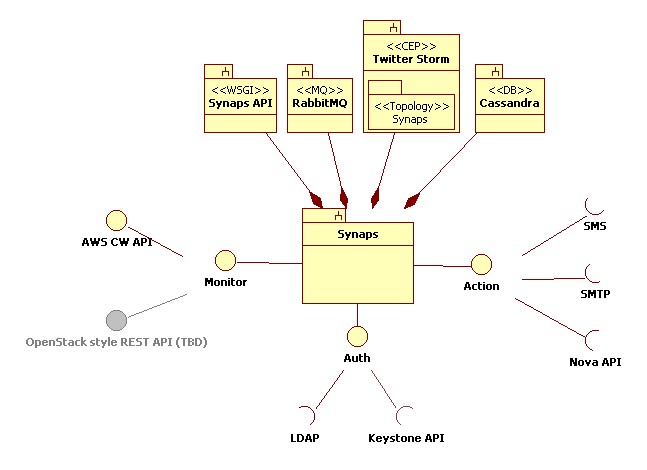 <<CEP>>
Twitter Storm
<<WSGI>>
Synaps API
<<MQ>>
RabbitMQ
<<Topology>>
Synaps
<<DB>>
Cassandra
Synaps
AWS CW API
Monitor
OpenStack style REST API (TBD)
Action
SMS
SMTP
Nova API
Auth
LDAP
Keystone API